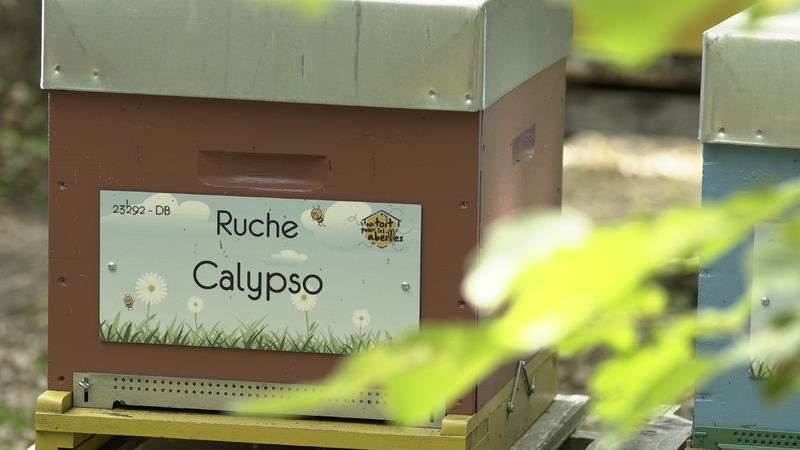 23292 - DB
Ruche
Calypso
Un toit
pour les
abeilles